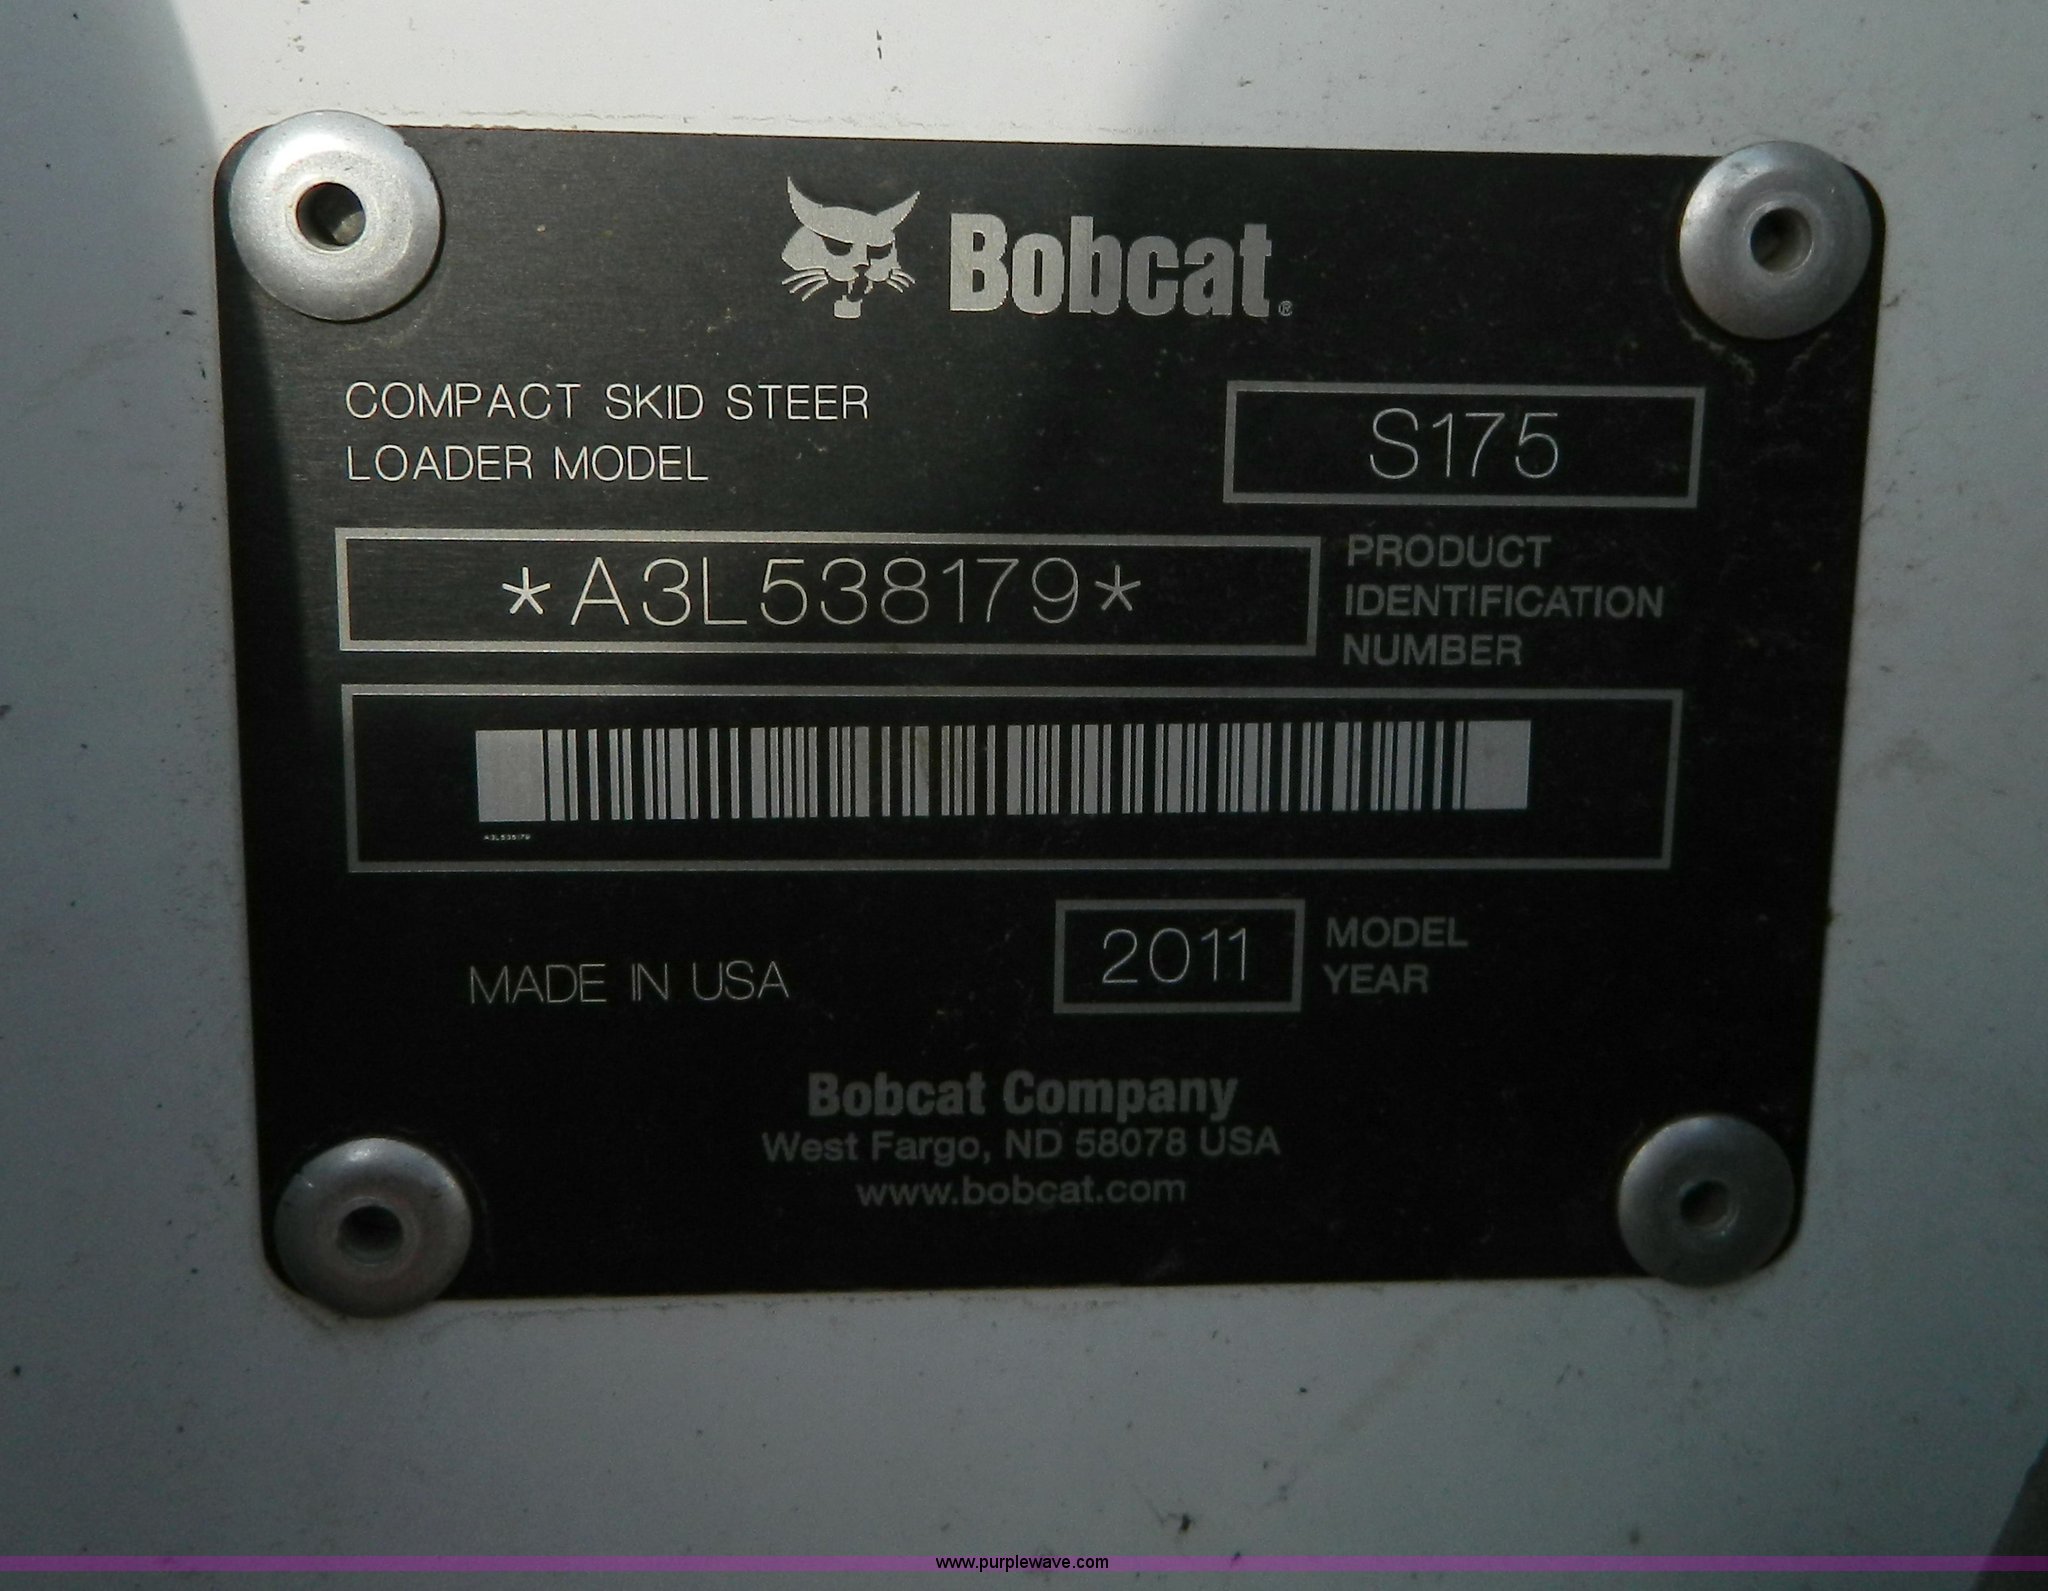 Bobcat®
COMPACT SKID STEER
LOADER MODEL
S175
*A3L538179*
PRODUCT
IDENTIFICATION
NUMBER
A3L538179
MADE IN USA
2011
MODEL
YEAR
Bobcat Company
West Fargo, ND 58078 USA
www.bobcat.com
www.purplewave.com